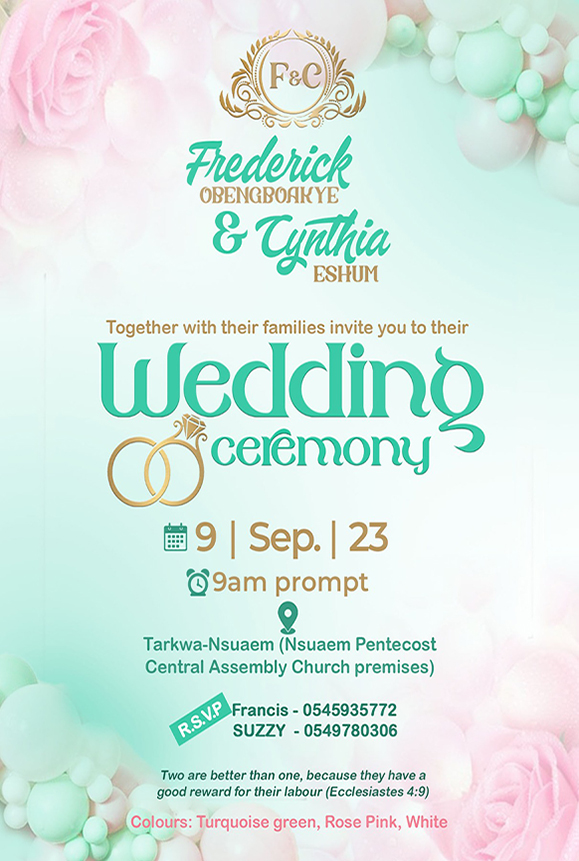 F&C
Frederick
OBENGBOAKYE
& Cynthia
ESHUM
Together with their families invite you to their
Wedding
ceremony
9 | Sep. | 23
9am prompt
Tarkwa-Nsuaem (Nsuaem Pentecost
Central Assembly Church premises)
R.S.V.P Francis - 0545935772
SUZZY - 0549780306
Two are better than one, because they have a
good reward for their labour (Ecclesiastes 4:9)
Colours: Turquoise green, Rose Pink, White